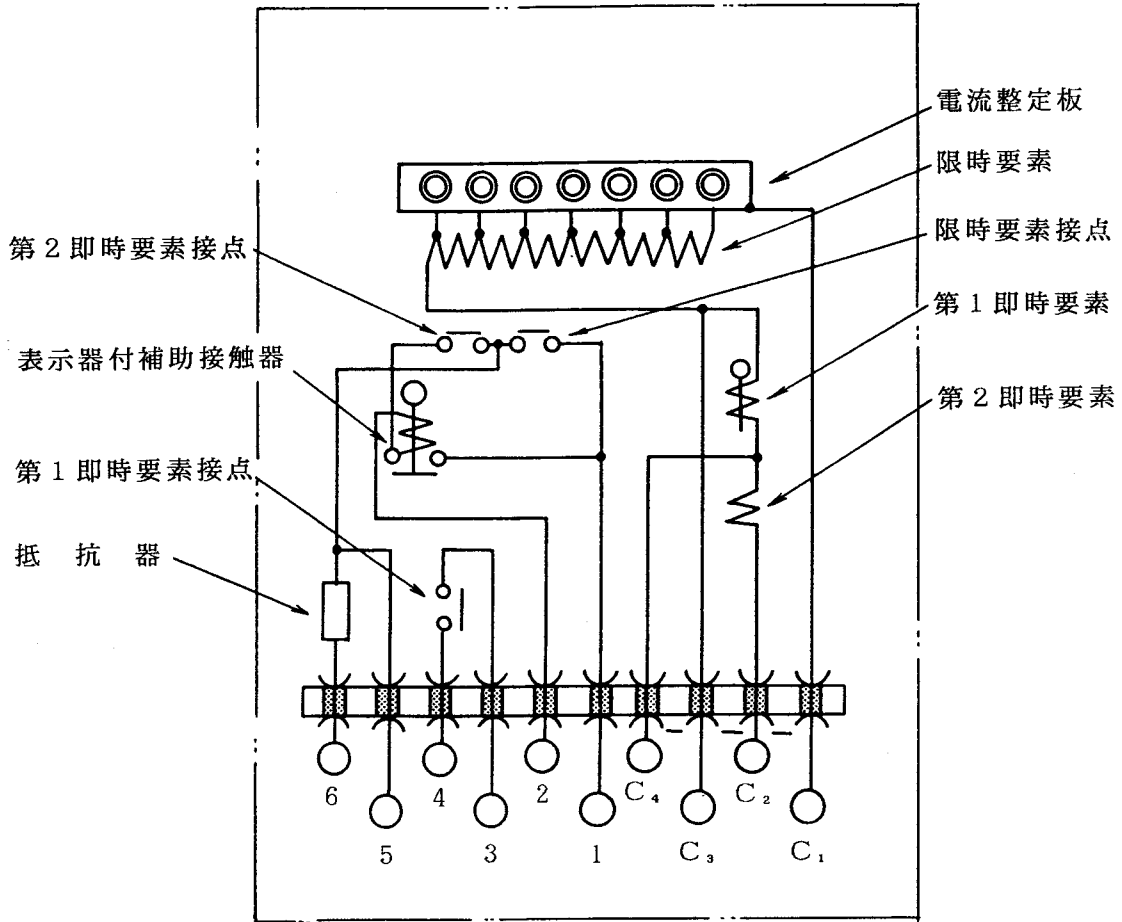 電流整定板
限時要素
限時要素接点
第1即時要素
第2即時要素
第2即時要素接点
表示器付補助接触器
第1即時要素接点
抵抗器
6
4
2
C₄
C₂
5
3
1
C₃
C₁